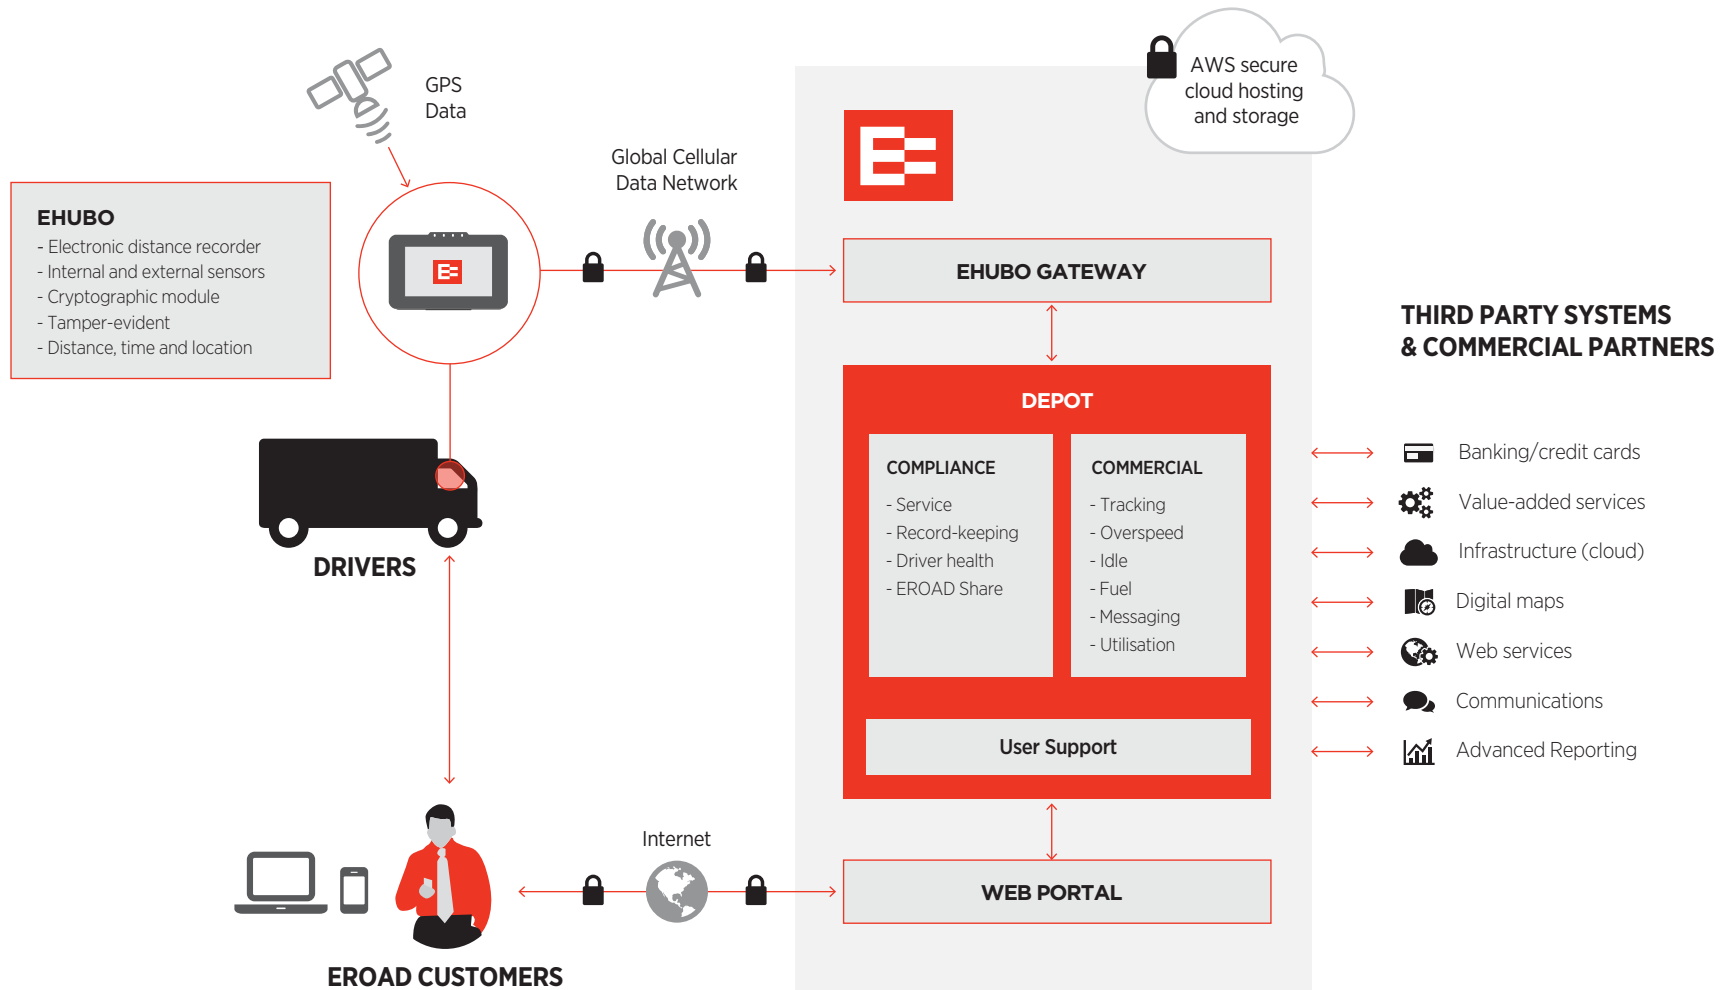 GPS
Data
Global Cellular
Data Network
AWS secure
cloud hosting
and storage
EHUBO
- Electronic distance recorder
- Internal and external sensors
- Cryptographic module
- Tamper-evident
- Distance, time and location
EHUBO GATEWAY
DEPOT
COMPLIANCE
- Service
- Record-keeping
- Driver health
- EROAD Share
COMMERCIAL
- Tracking
- Overspeed
- Idle
- Fuel
- Messaging
- Utilisation
User Support
WEB PORTAL
DRIVERS
Internet
EROAD CUSTOMERS
THIRD PARTY SYSTEMS
& COMMERCIAL PARTNERS
Banking/credit cards
Value-added services
Infrastructure (cloud)
Digital maps
Web services
Communications
Advanced Reporting